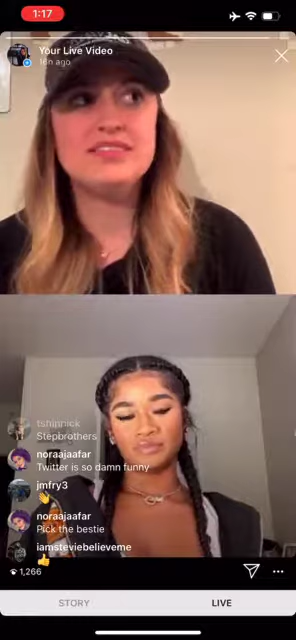 1:17
Your Live Video
16h ago
tshinnick
Stepbrothers
noraajaafar
Twitter is so damn funny
jmfry3
👋
noraajaafar
Pick the bestie
iamsteviebelieveme
👍
1,266
STORY LIVE